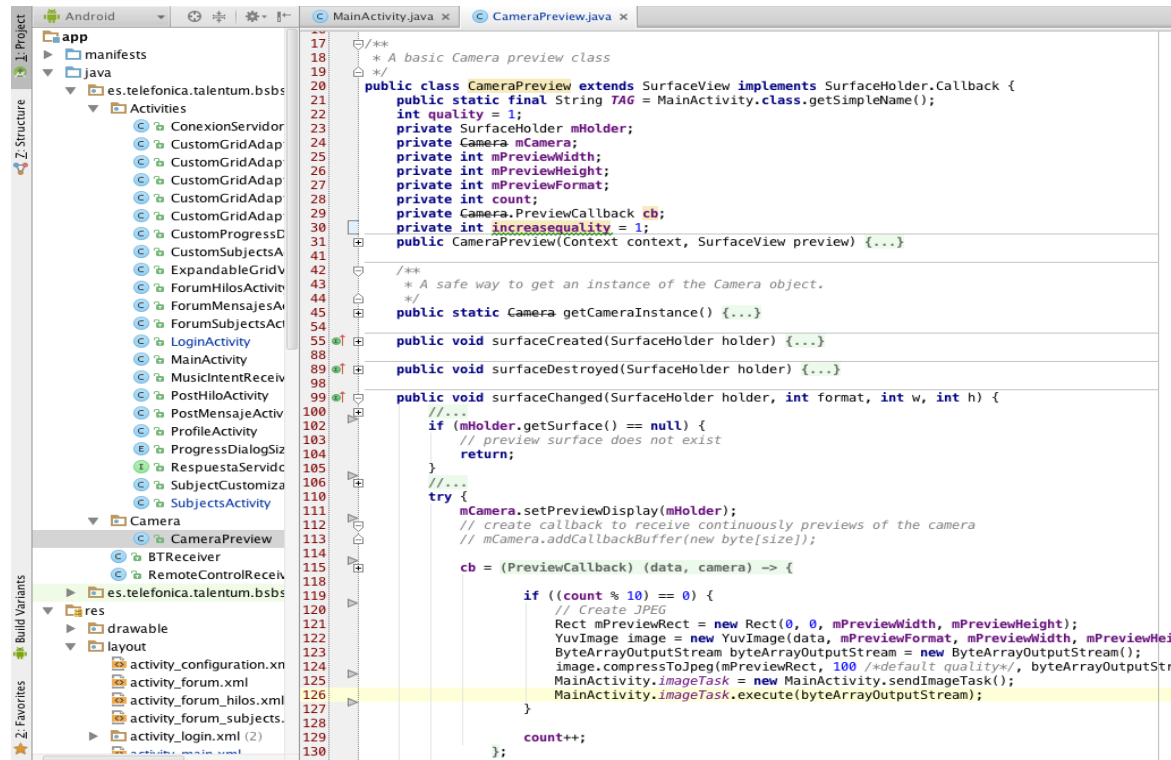 Android
MainActivity.java
CameraPreview.java
1: Project
Z: Structure
Build Variants
2: Favorites
app
manifests
java
es.telefonica.talentum.bsbs
Activities
ConexionServidor
CustomGridAdap
CustomGridAdap
CustomGridAdap
CustomGridAdap
CustomGridAdap
CustomProgressD
CustomSubjectsA
ExpandableGridV
ForumHilosActivit
ForumMensajesA
ForumSubjectsAct
LoginActivity
MainActivity
MusicIntentReceiv
PostHiloActivity
PostMensajeActiv
ProfileActivity
ProgressDialogSiz
RespuestaServido
SubjectCustomiza
SubjectsActivity
Camera
CameraPreview
BTReceiver
RemoteControlReceiv
es.telefonica.talentum.bsbs
res
drawable
layout
activity_configuration.xm
activity_forum.xml
activity_forum_hilos.xml
activity_forum_subjects.
activity_login.xml (2)
activity_main.xml
17 /**
18 * A basic Camera preview class
19 */
20 public class CameraPreview extends SurfaceView implements SurfaceHolder.Callback {
21 public static final String TAG = MainActivity.class.getSimpleName();
22 int quality = 1;
23 private SurfaceHolder mHolder;
24 private Camera mCamera;
25 private int mPreviewWidth;
26 private int mPreviewHeight;
27 private int mPreviewFormat;
28 private int count;
29 private Camera.PreviewCallback cb;
30 private int increasequality = 1;
31 public CameraPreview(Context context, SurfaceView preview) {...}
41
42 /**
43 * A safe way to get an instance of the Camera object.
44 */
45 public static Camera getCameraInstance() {...}
54
55 public void surfaceCreated(SurfaceHolder holder) {...}
88
89 public void surfaceDestroyed(SurfaceHolder holder) {...}
98
99 public void surfaceChanged(SurfaceHolder holder, int format, int w, int h) {
100 //...
102 if (mHolder.getSurface() == null) {
103 // preview surface does not exist
104 return;
105 }
106 //...
110 try {
111 mCamera.setPreviewDisplay(mHolder);
112 // create callback to receive continuously previews of the camera
113 // mCamera.addCallbackBuffer(new byte[size]);
114
115 cb = (PreviewCallback) (data, camera) -> {
118
119 if ((count % 10) == 0) {
120 // Create JPEG
121 Rect mPreviewRect = new Rect(0, 0, mPreviewWidth, mPreviewHeight);
122 YuvImage image = new YuvImage(data, mPreviewFormat, mPreviewWidth, mPreviewHei
123 ByteArrayOutputStream byteArrayOutputStream = new ByteArrayOutputStream();
124 image.compressToJpeg(mPreviewRect, 100 /*default quality*/, byteArrayOutputStr
125 MainActivity.imageTask = new MainActivity.sendImageTask();
126 MainActivity.imageTask.execute(byteArrayOutputStream);
127 }
128
129 count++;
130 };